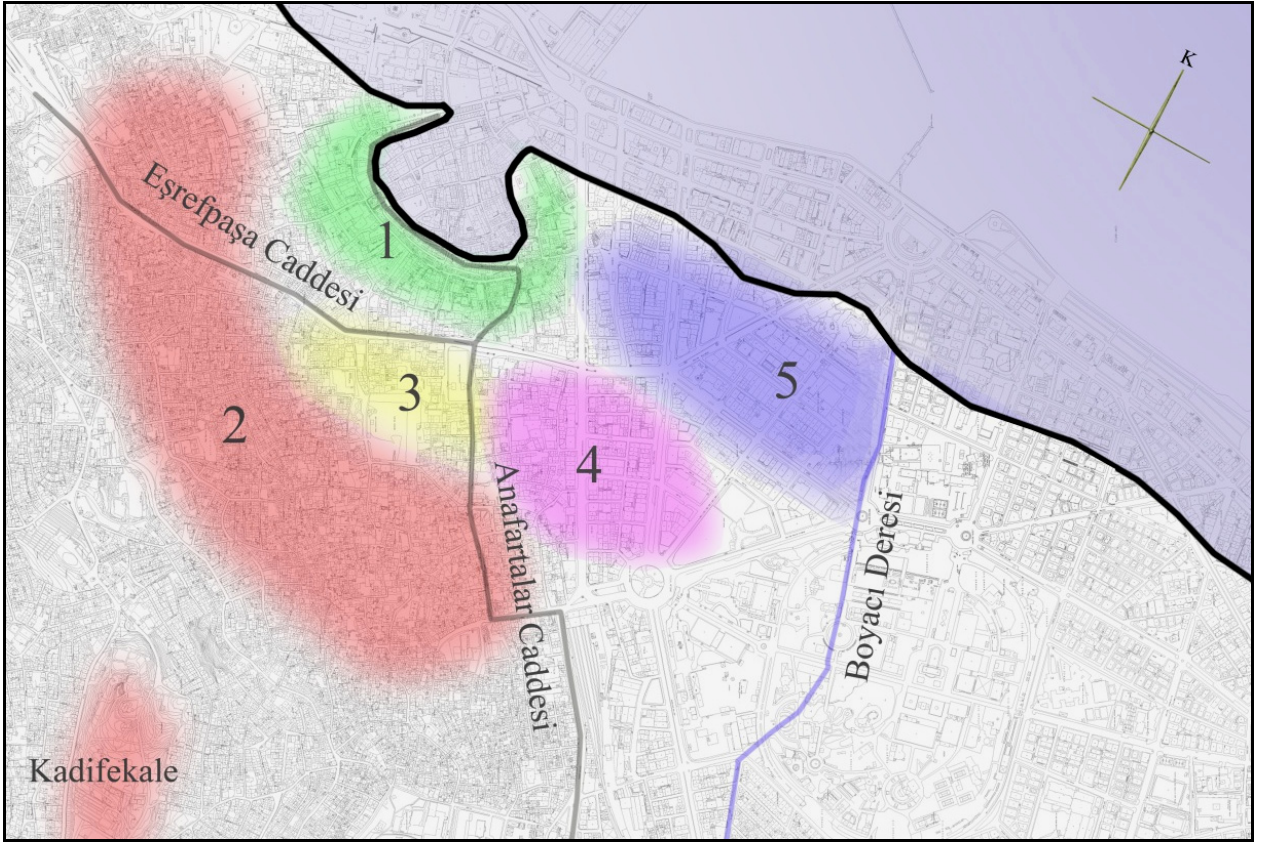 K
1
Eşrefpaşa Caddesi
5
3
2
4
Anafartalar Caddesi
Boyacı Deresi
Kadifekale